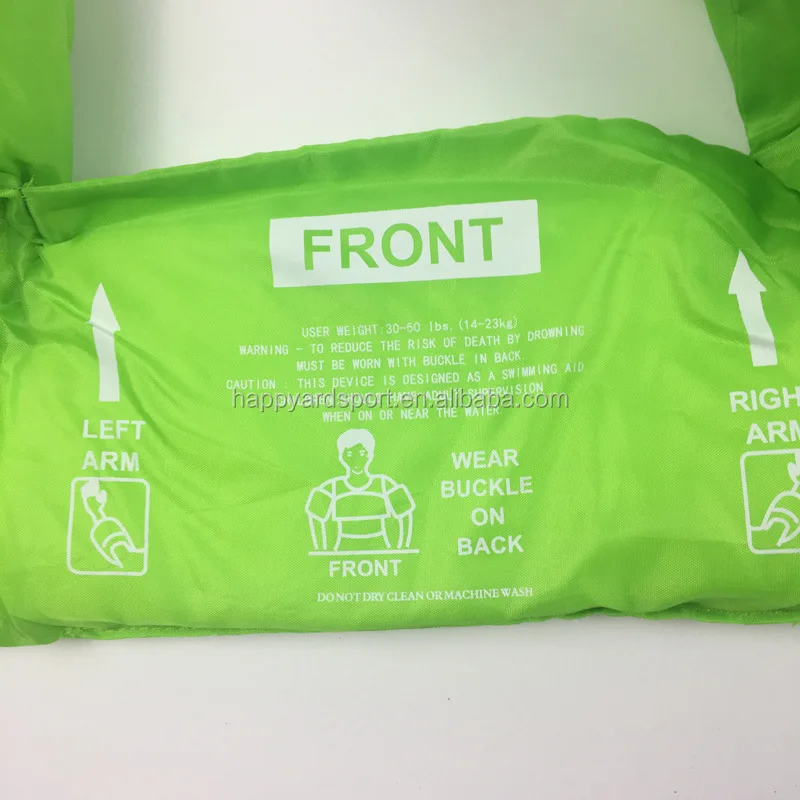 FRONT
USER WEIGHT:30-50 lbs.(14-23kg)
WARNING - TO REDUCE THE RISK OF DEATH BY DROWNING
MUST BE WORN WITH BUCKLE IN BACK.
CAUTION : THIS DEVICE IS DESIGNED AS A SWIMMING AID
ADULT SUPERVISION
happyardsport.en.alibaba.com
WHEN ON OR NEAR THE WATER
LEFT
ARM
RIGH
ARM
WEAR
BUCKLE
ON
BACK
FRONT
DO NOT DRY CLEAN OR MACHINE WASH